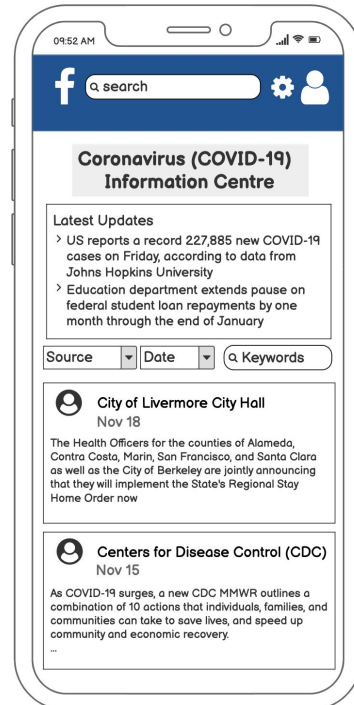 09:52 AM
f
search
Coronavirus (COVID-19)
Information Centre
Latest Updates
> US reports a record 227,885 new COVID-19
cases on Friday, according to data from
Johns Hopkins University
> Education department extends pause on
federal student loan repayments by one
month through the end of January
Source Date Keywords
City of Livermore City Hall
Nov 18
The Health Officers for the counties of Alameda,
Contra Costa, Marin, San Francisco, and Santa Clara
as well as the City of Berkeley are jointly announcing
that they will implement the State's Regional Stay
Home Order now
Centers for Disease Control (CDC)
Nov 15
As COVID-19 surges, a new CDC MMWR outlines a
combination of 10 actions that individuals, families, and
communities can take to save lives, and speed up
community and economic recovery.
...